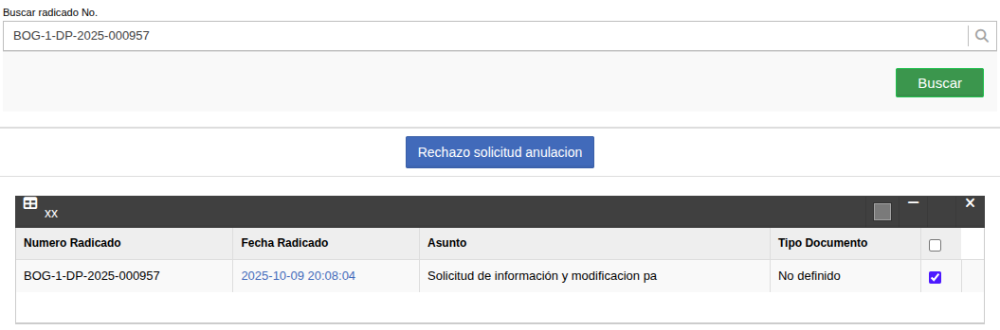 Buscar radicado No.
BOG-1-DP-2025-000957
Buscar
Rechazo solicitud anulacion
xx
Numero Radicado Fecha Radicado Asunto Tipo Documento
BOG-1-DP-2025-000957 2025-10-09 20:08:04 Solicitud de información y modificacion pa No definido